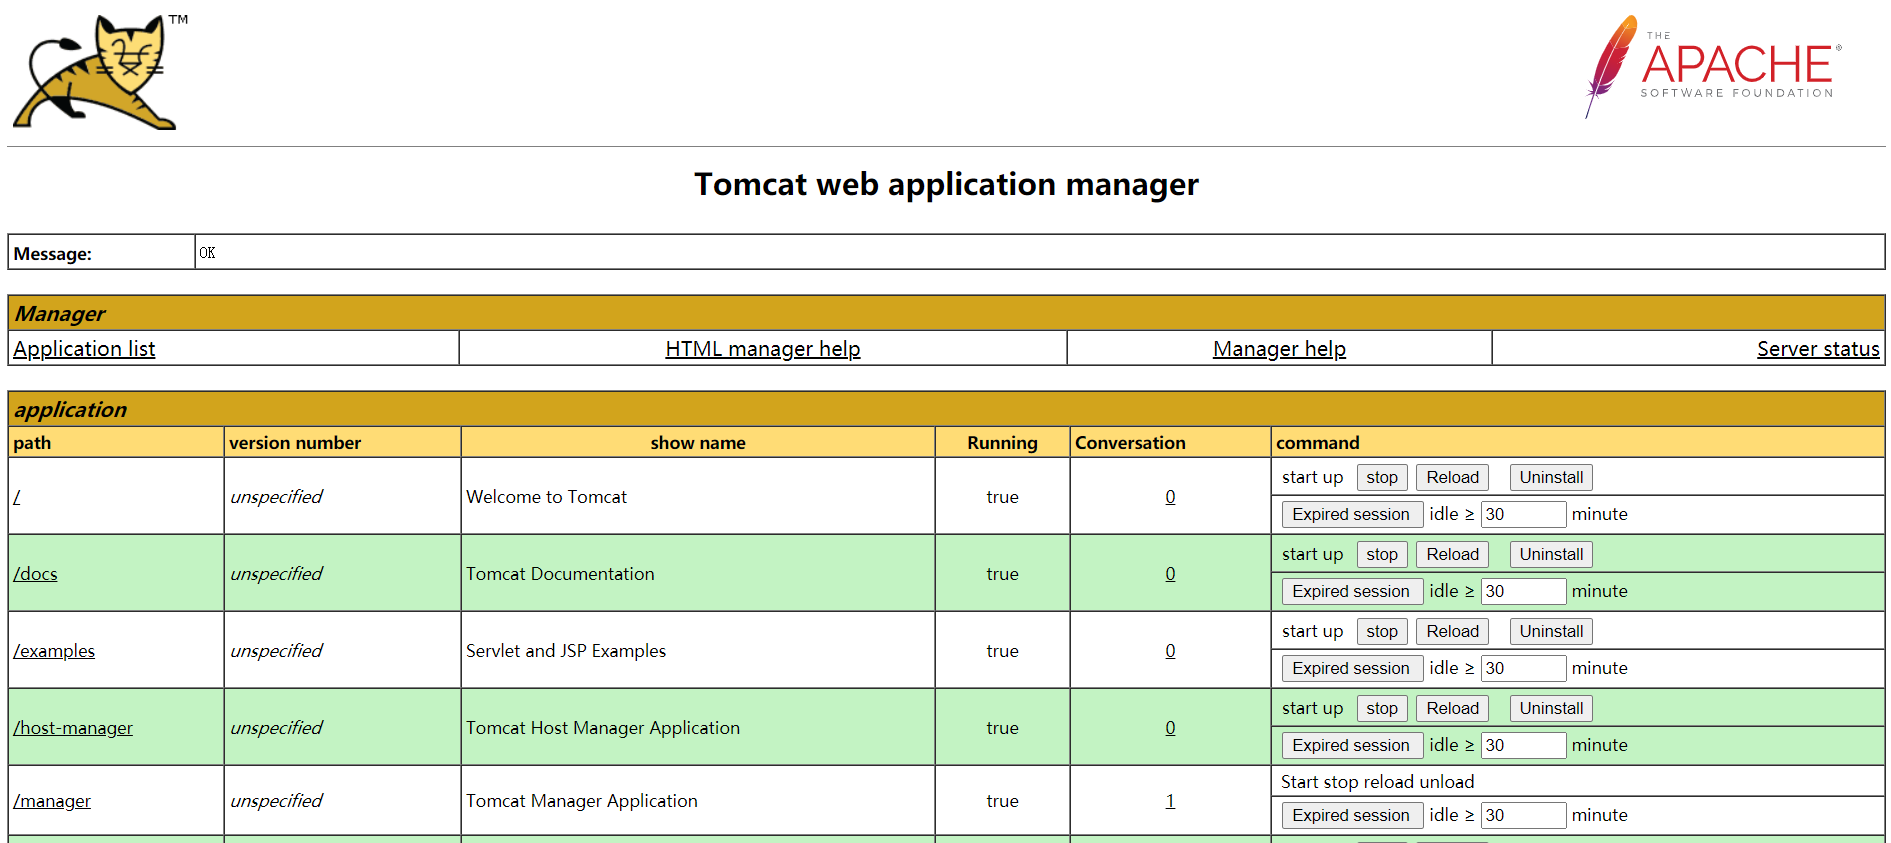 TM
THE
APACHE®
SOFTWARE FOUNDATION
Tomcat web application manager
Message: OK
Manager
Application list HTML manager help Manager help Server status
application
path version number show name Running Conversation command
/ unspecified Welcome to Tomcat true 0 start up stop Reload Uninstall
Expired session idle ≥ 30 minute
/docs unspecified Tomcat Documentation true 0 start up stop Reload Uninstall
Expired session idle ≥ 30 minute
/examples unspecified Servlet and JSP Examples true 0 start up stop Reload Uninstall
Expired session idle ≥ 30 minute
/host-manager unspecified Tomcat Host Manager Application true 0 start up stop Reload Uninstall
Expired session idle ≥ 30 minute
/manager unspecified Tomcat Manager Application true 1 Start stop reload unload
Expired session idle ≥ 30 minute